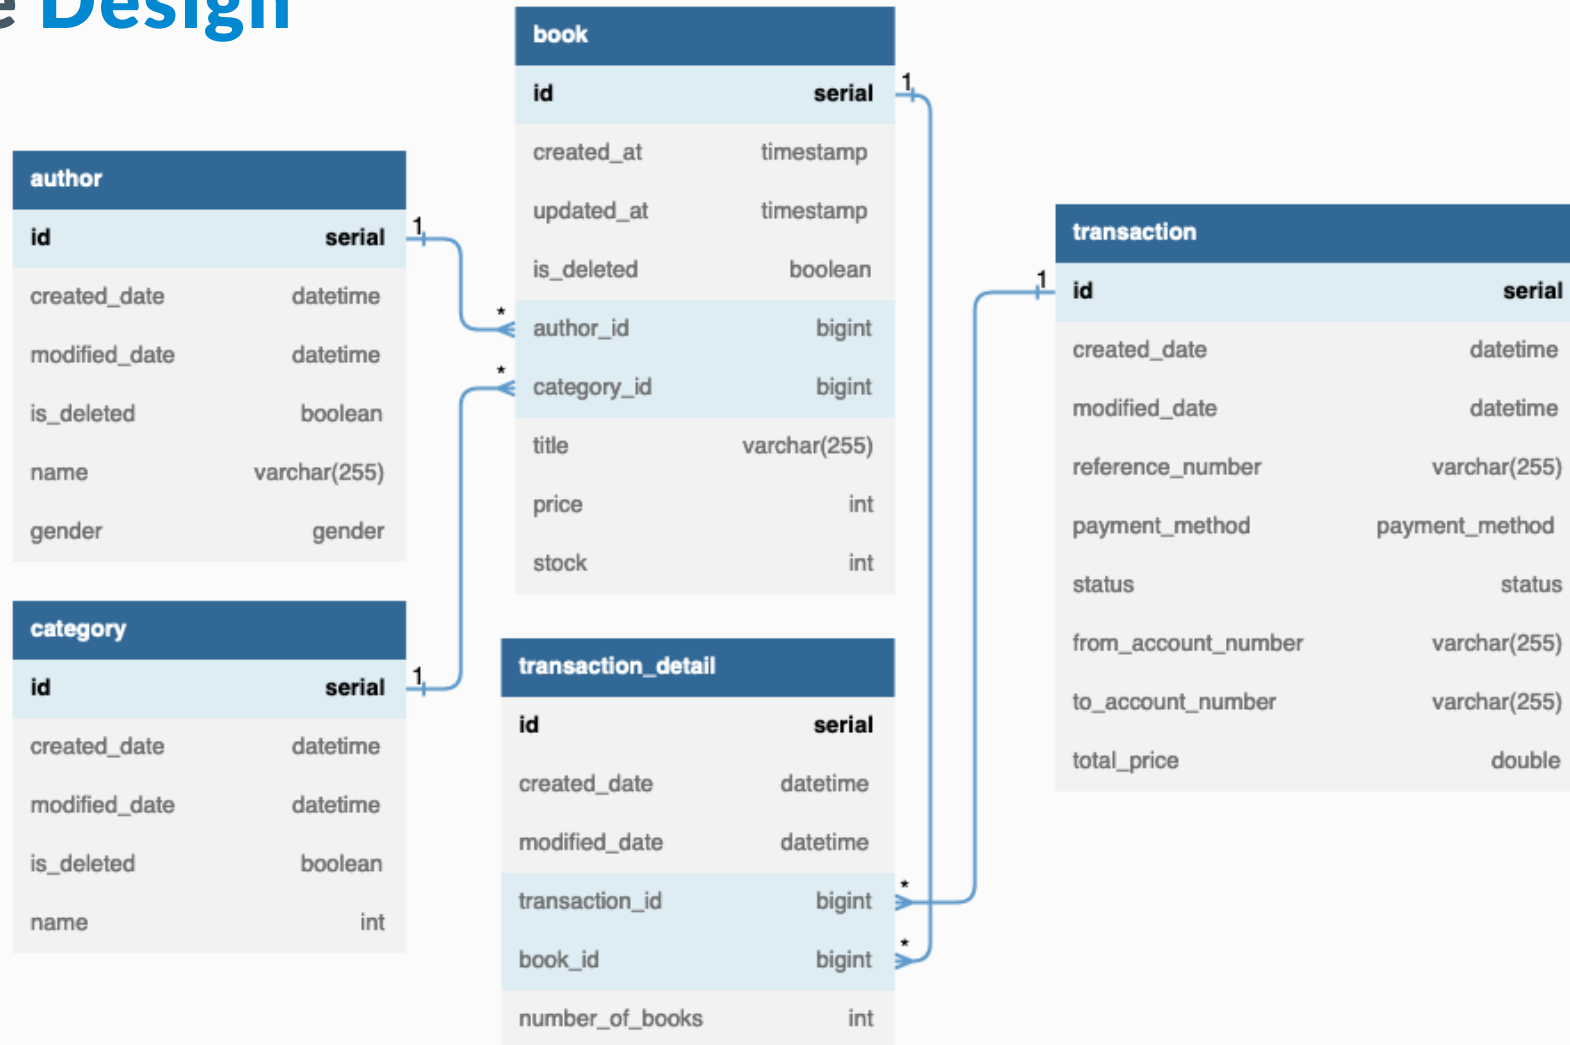 e Design
author
id serial
created_date datetime
modified_date datetime
is_deleted boolean
name varchar(255)
gender gender
category
id serial
created_date datetime
modified_date datetime
is_deleted boolean
name int
book
id serial
created_at timestamp
updated_at timestamp
is_deleted boolean
author_id bigint
category_id bigint
title varchar(255)
price int
stock int
transaction_detail
id serial
created_date datetime
modified_date datetime
transaction_id bigint
book_id bigint
number_of_books int
transaction
id serial
created_date datetime
modified_date datetime
reference_number varchar(255)
payment_method payment_method
status status
from_account_number varchar(255)
to_account_number varchar(255)
total_price double
1
*
1
*
1
*
1
*